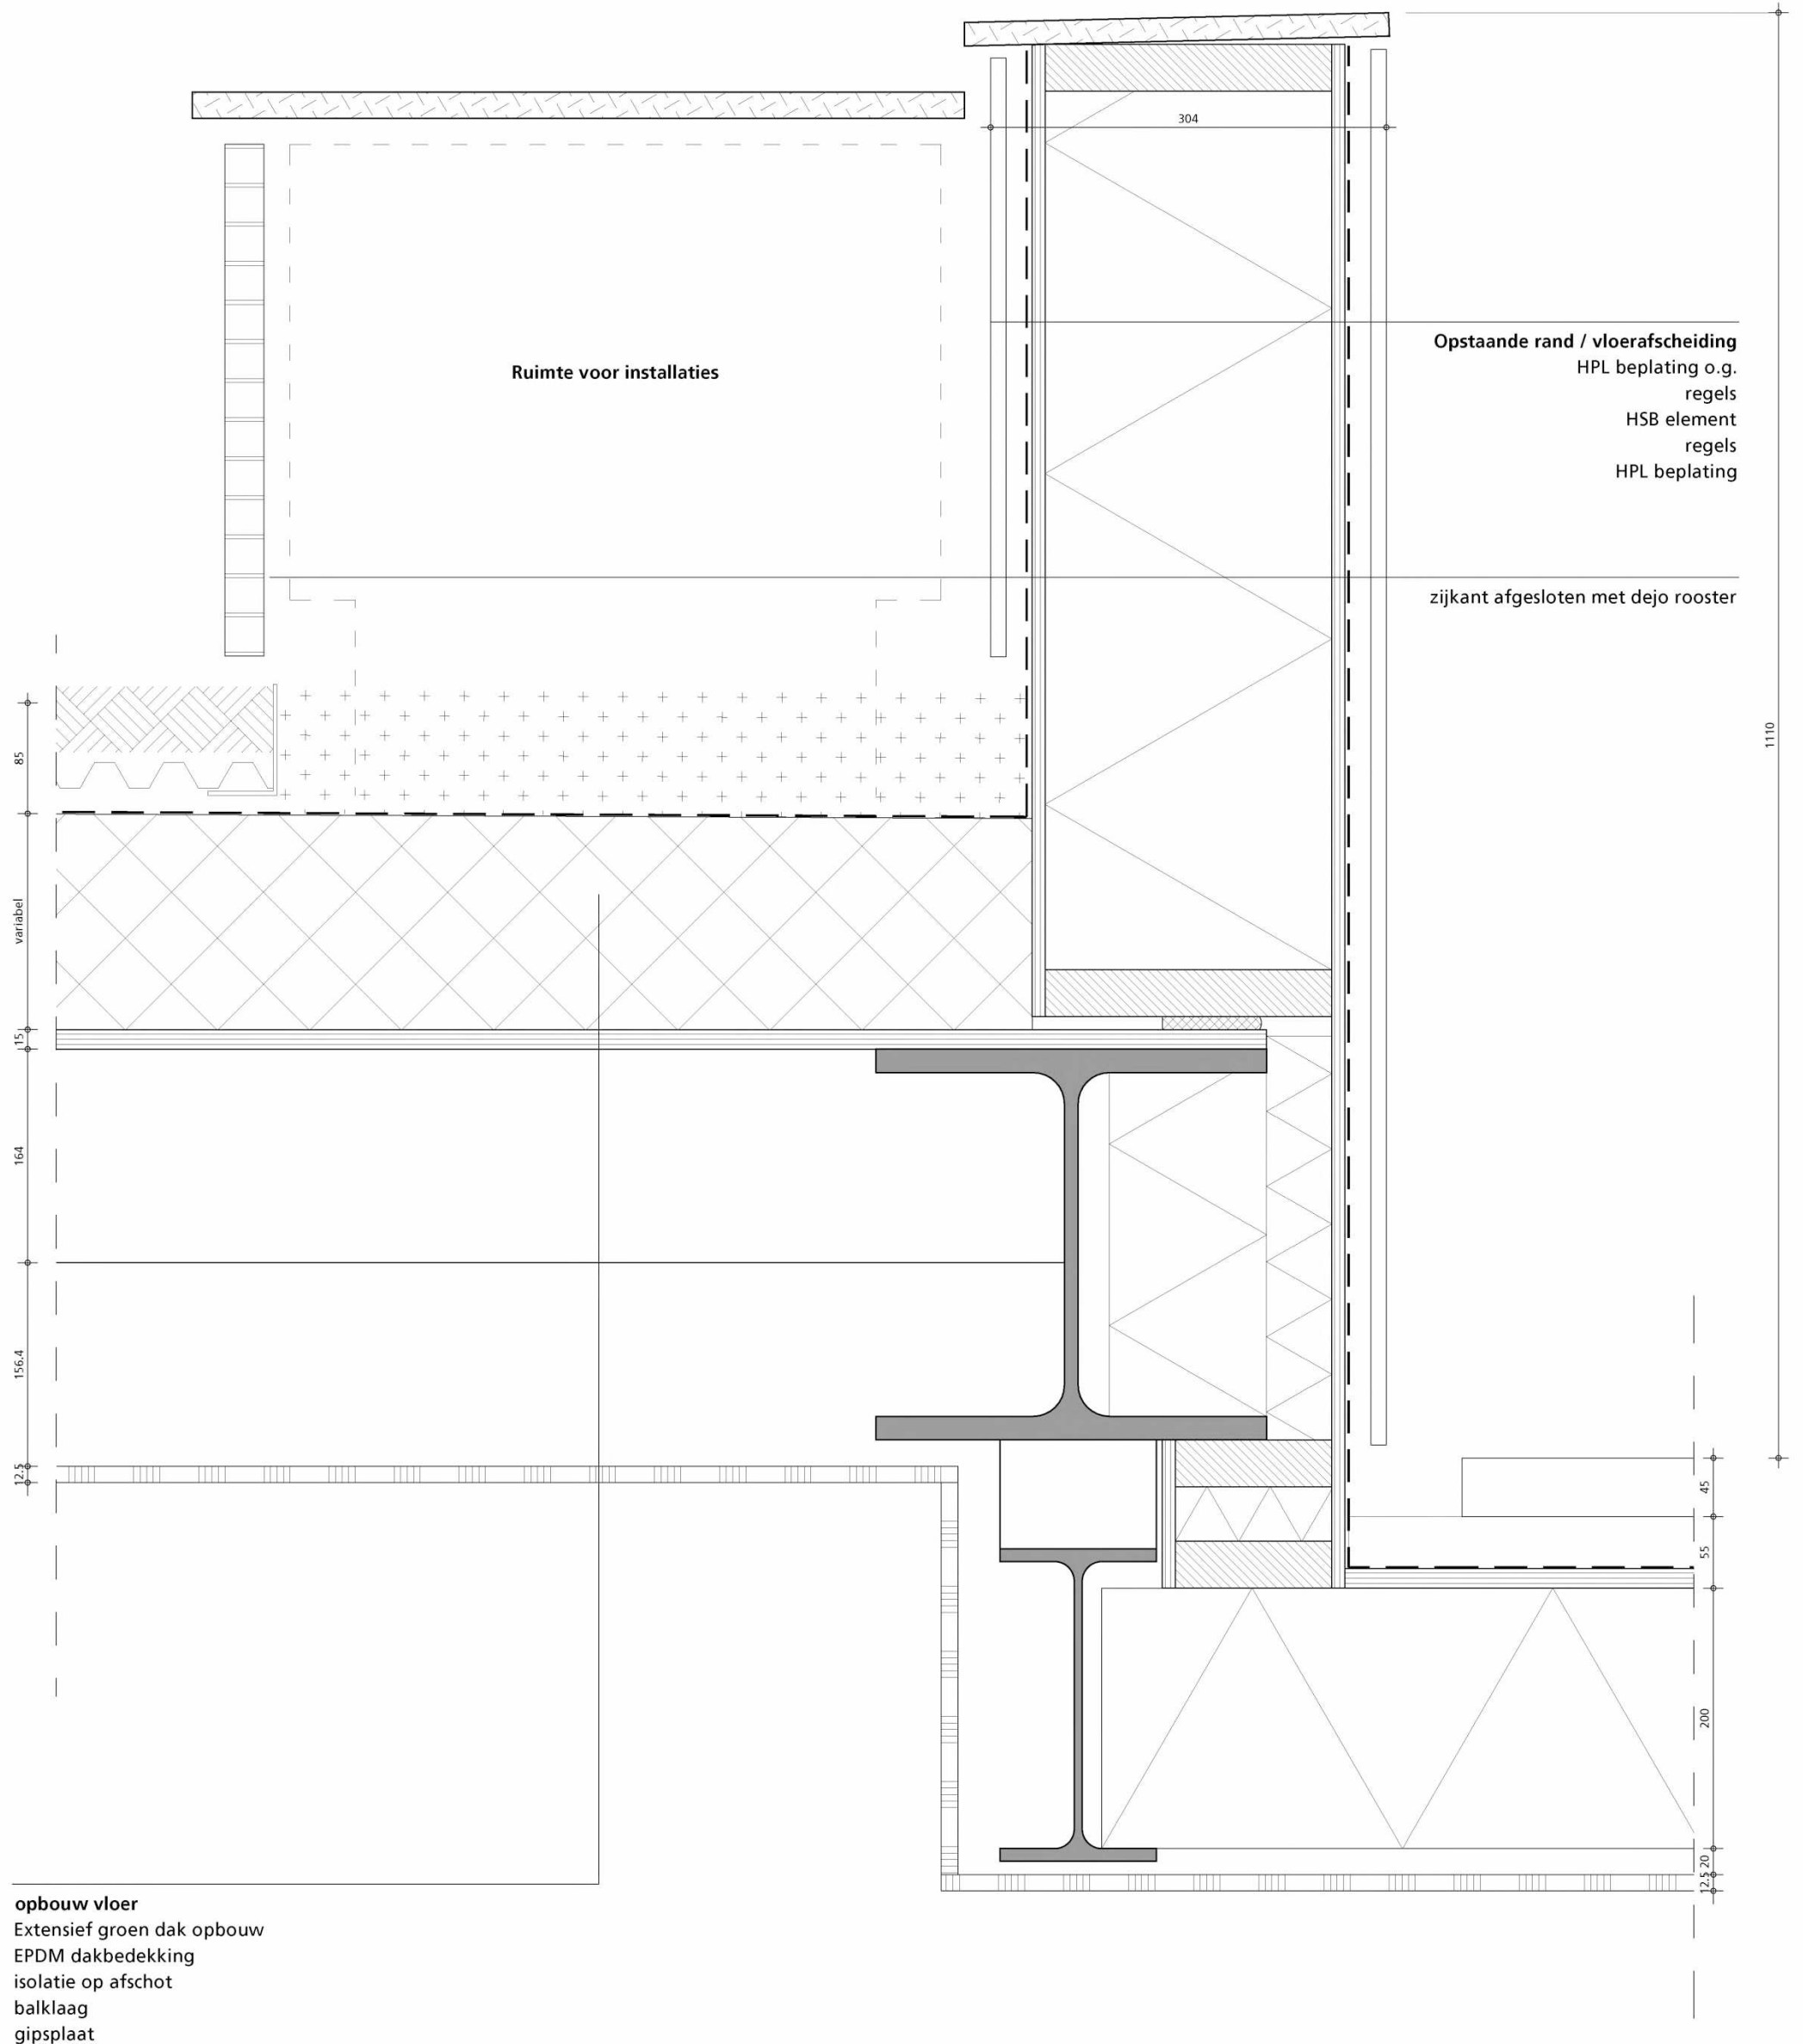 304
Opstaande rand / vloerafscheiding
HPL beplating o.g.
regels
HSB element
regels
HPL beplating
Ruimte voor installaties
zijkant afgesloten met dejo rooster
1110
85
variabel
15
164
156.4
12.5
45
55
200
20
12.5
opbouw vloer
Extensief groen dak opbouw
EPDM dakbedekking
isolatie op afschot
balklaag
gipsplaat